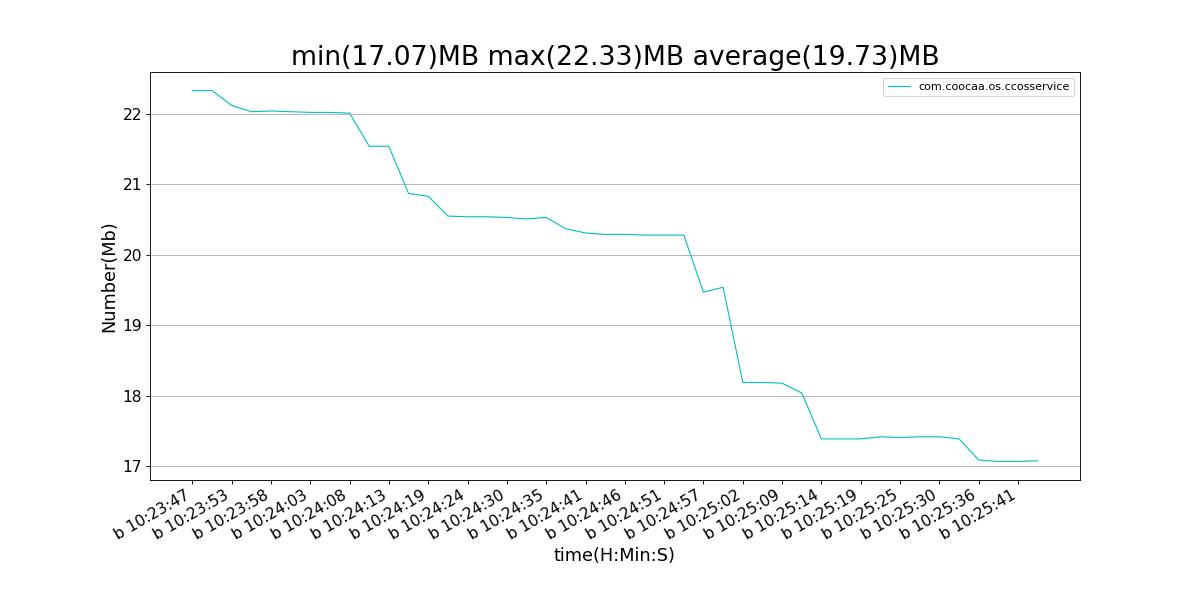 min(17.07)MB max(22.33)MB average(19.73)MB
com.coocaa.os.ccosservice
22
21
20
19
18
17
Number(Mb)
b 10:23:47
b 10:23:53
b 10:23:58
b 10:24:03
b 10:24:08
b 10:24:13
b 10:24:19
b 10:24:24
b 10:24:30
b 10:24:35
b 10:24:41
b 10:24:46
b 10:24:51
b 10:24:57
b 10:25:02
b 10:25:09
b 10:25:14
b 10:25:19
b 10:25:25
b 10:25:30
b 10:25:36
b 10:25:41
time(H:Min:S)